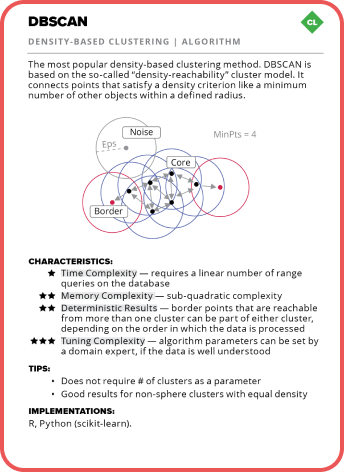 DBSCAN
CL
DENSITY-BASED CLUSTERING | ALGORITHM
The most popular density-based clustering method. DBSCAN is
based on the so-called “density-reachability” cluster model. It
connects points that satisfy a density criterion like a minimum
number of other objects within a defined radius.
Noise
MinPts = 4
Eps
Core
Border
CHARACTERISTICS:
★ Time Complexity — requires a linear number of range
queries on the database
★★ Memory Complexity — sub-quadratic complexity
★★ Deterministic Results — border points that are reachable
from more than one cluster can be part of either cluster,
depending on the order in which the data is processed
★★★ Tuning Complexity — algorithm parameters can be set by
a domain expert, if the data is well understood
TIPS:
• Does not require # of clusters as a parameter
• Good results for non-sphere clusters with equal density
IMPLEMENTATIONS:
R, Python (scikit-learn).